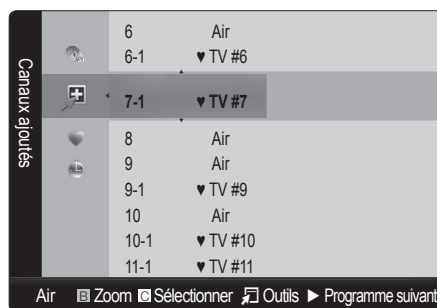 Canaux ajoutés
6 Air
6-1 ♥ TV #6
7-1 ♥ TV #7
8 Air
9 Air
9-1 ♥ TV #9
10 Air
10-1 ♥ TV #10
11-1 ♥ TV #11
Air B Zoom C Sélectionner Outils ► Programme suivant